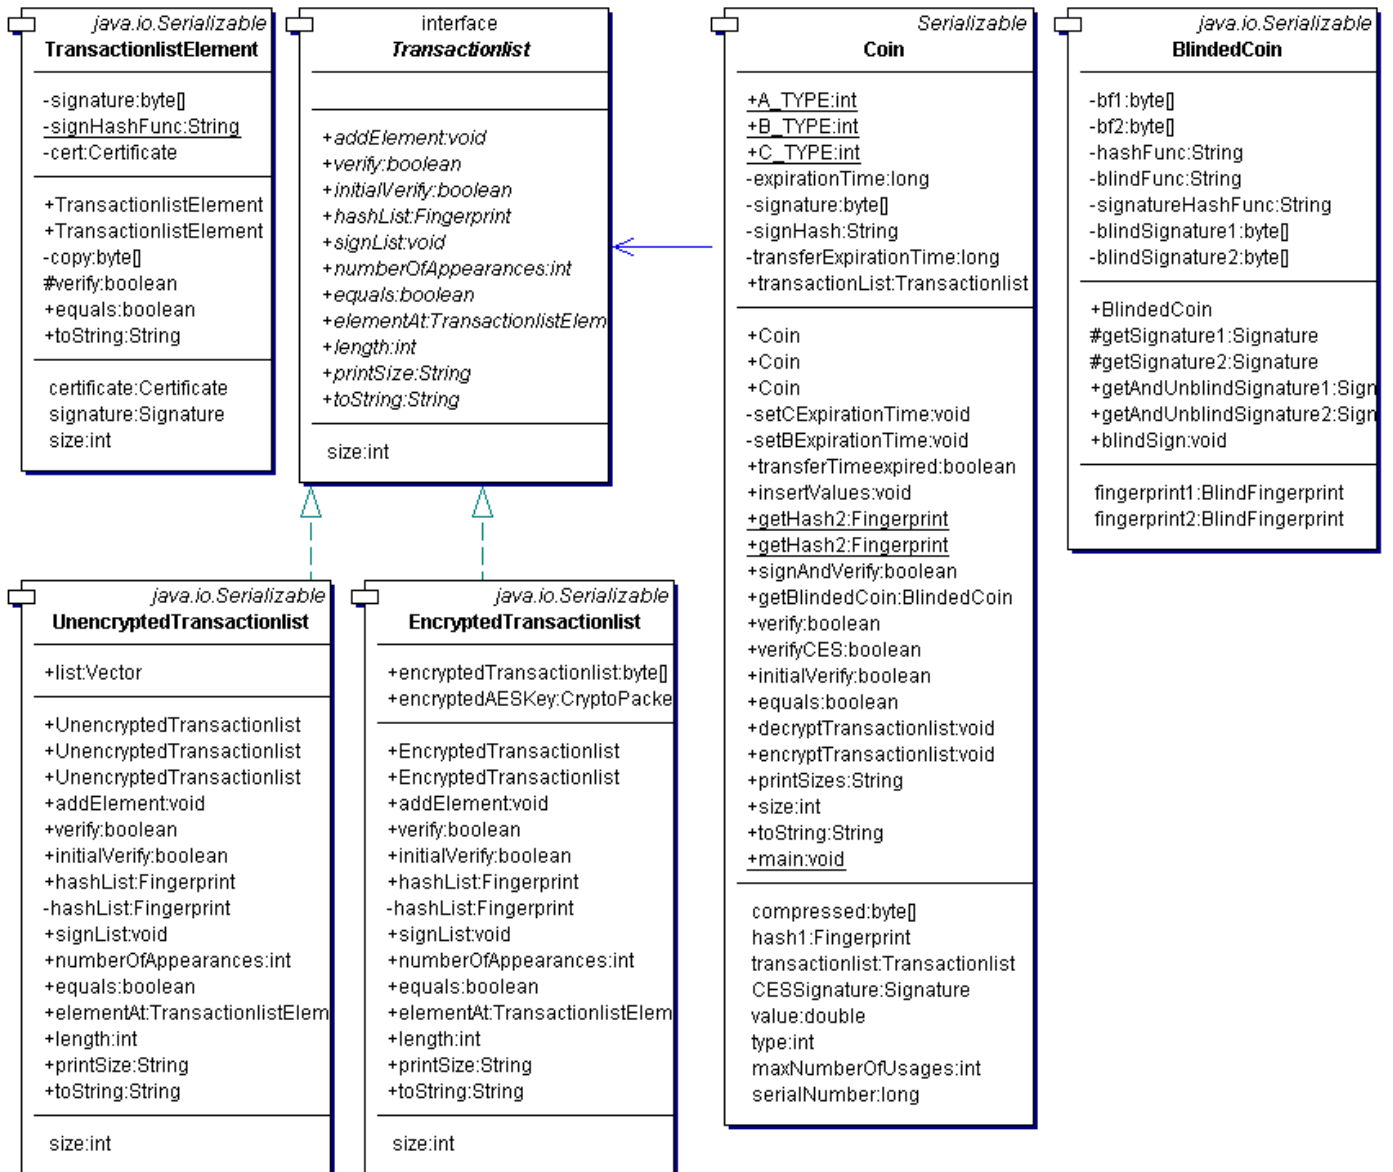 java.io.Serializable
TransactionlistElement
-signature:byte[]
-signHashFunc:String
-cert:Certificate
+TransactionlistElement
+TransactionlistElement
-copy:byte[]
#verify:boolean
+equals:boolean
+toString:String
certificate:Certificate
signature:Signature
size:int
interface
Transactionlist
+addElement:void
+verify:boolean
+initialVerify:boolean
+hashList:Fingerprint
+signList:void
+numberOfAppearances:int
+equals:boolean
+elementAt:TransactionlistElem
+length:int
+printSize:String
+toString:String
size:int
Serializable
Coin
+A_TYPE:int
+B_TYPE:int
+C_TYPE:int
-expirationTime:long
-signature:byte[]
-signHash:String
-transferExpirationTime:long
+transactionList:Transactionlist
+Coin
+Coin
+Coin
-setCExpirationTime:void
-setBExpirationTime:void
+transferTimeexpired:boolean
+insertValues:void
+getHash2:Fingerprint
+getHash2:Fingerprint
+signAndVerify:boolean
+getBlindedCoin:BlindedCoin
+verify:boolean
+verifyCES:boolean
+initialVerify:boolean
+equals:boolean
+decryptTransactionlist:void
+encryptTransactionlist:void
+printSizes:String
+size:int
+toString:String
+main:void
compressed:byte[]
hash1:Fingerprint
transactionlist:Transactionlist
CESSignature:Signature
value:double
type:int
maxNumberOfUsages:int
serialNumber:long
java.io.Serializable
BlindedCoin
-bf1:byte[]
-bf2:byte[]
-hashFunc:String
-blindFunc:String
-signatureHashFunc:String
-blindSignature1:byte[]
-blindSignature2:byte[]
+BlindedCoin
#getSignature1:Signature
#getSignature2:Signature
+getAndUnblindSignature1:Sign
+getAndUnblindSignature2:Sign
+blindSign:void
fingerprint1:BlindFingerprint
fingerprint2:BlindFingerprint
java.io.Serializable
UnencryptedTransactionlist
+list:Vector
+UnencryptedTransactionlist
+UnencryptedTransactionlist
+UnencryptedTransactionlist
+addElement:void
+verify:boolean
+initialVerify:boolean
+hashList:Fingerprint
-hashList:Fingerprint
+signList:void
+numberOfAppearances:int
+equals:boolean
+elementAt:TransactionlistElem
+length:int
+printSize:String
+toString:String
size:int
java.io.Serializable
EncryptedTransactionlist
+encryptedTransactionlist:byte[]
+encryptedAESKey:CryptoPacke
+EncryptedTransactionlist
+EncryptedTransactionlist
+addElement:void
+verify:boolean
+initialVerify:boolean
+hashList:Fingerprint
-hashList:Fingerprint
+signList:void
+numberOfAppearances:int
+equals:boolean
+elementAt:TransactionlistElem
+length:int
+printSize:String
+toString:String
size:int